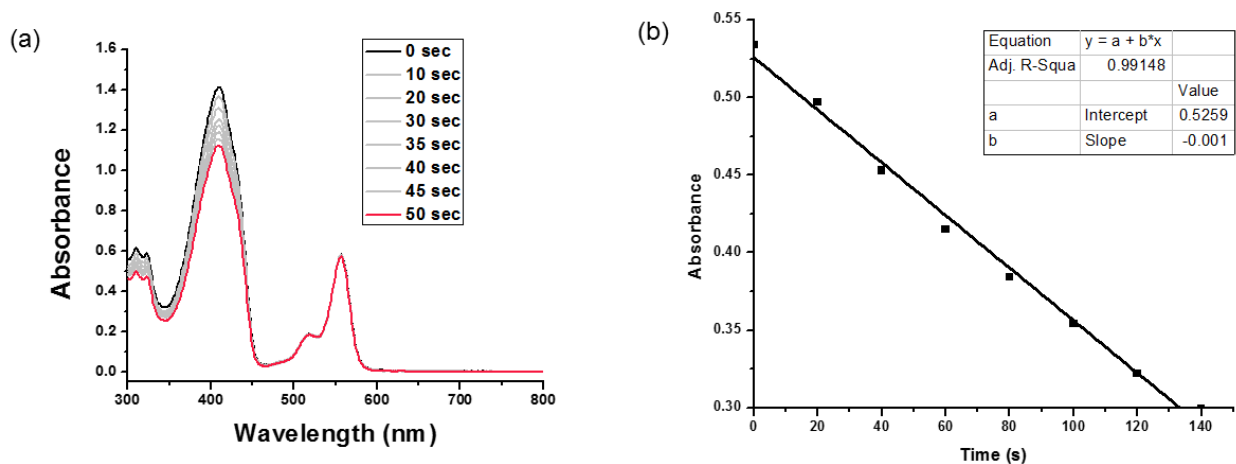 (a)
1.6
1.4
1.2
1.0
0.8
0.6
0.4
0.2
0.0
Absorbance
300 400 500 600 700 800
Wavelength (nm)
0 sec
10 sec
20 sec
30 sec
35 sec
40 sec
45 sec
50 sec
(b)
0.55
0.50
0.45
0.40
0.35
0.30
Absorbance
0 20 40 60 80 100 120 140
Time (s)
Equation y = a + b*x
Adj. R-Squa 0.99148
Value
a Intercept 0.5259
b Slope -0.001